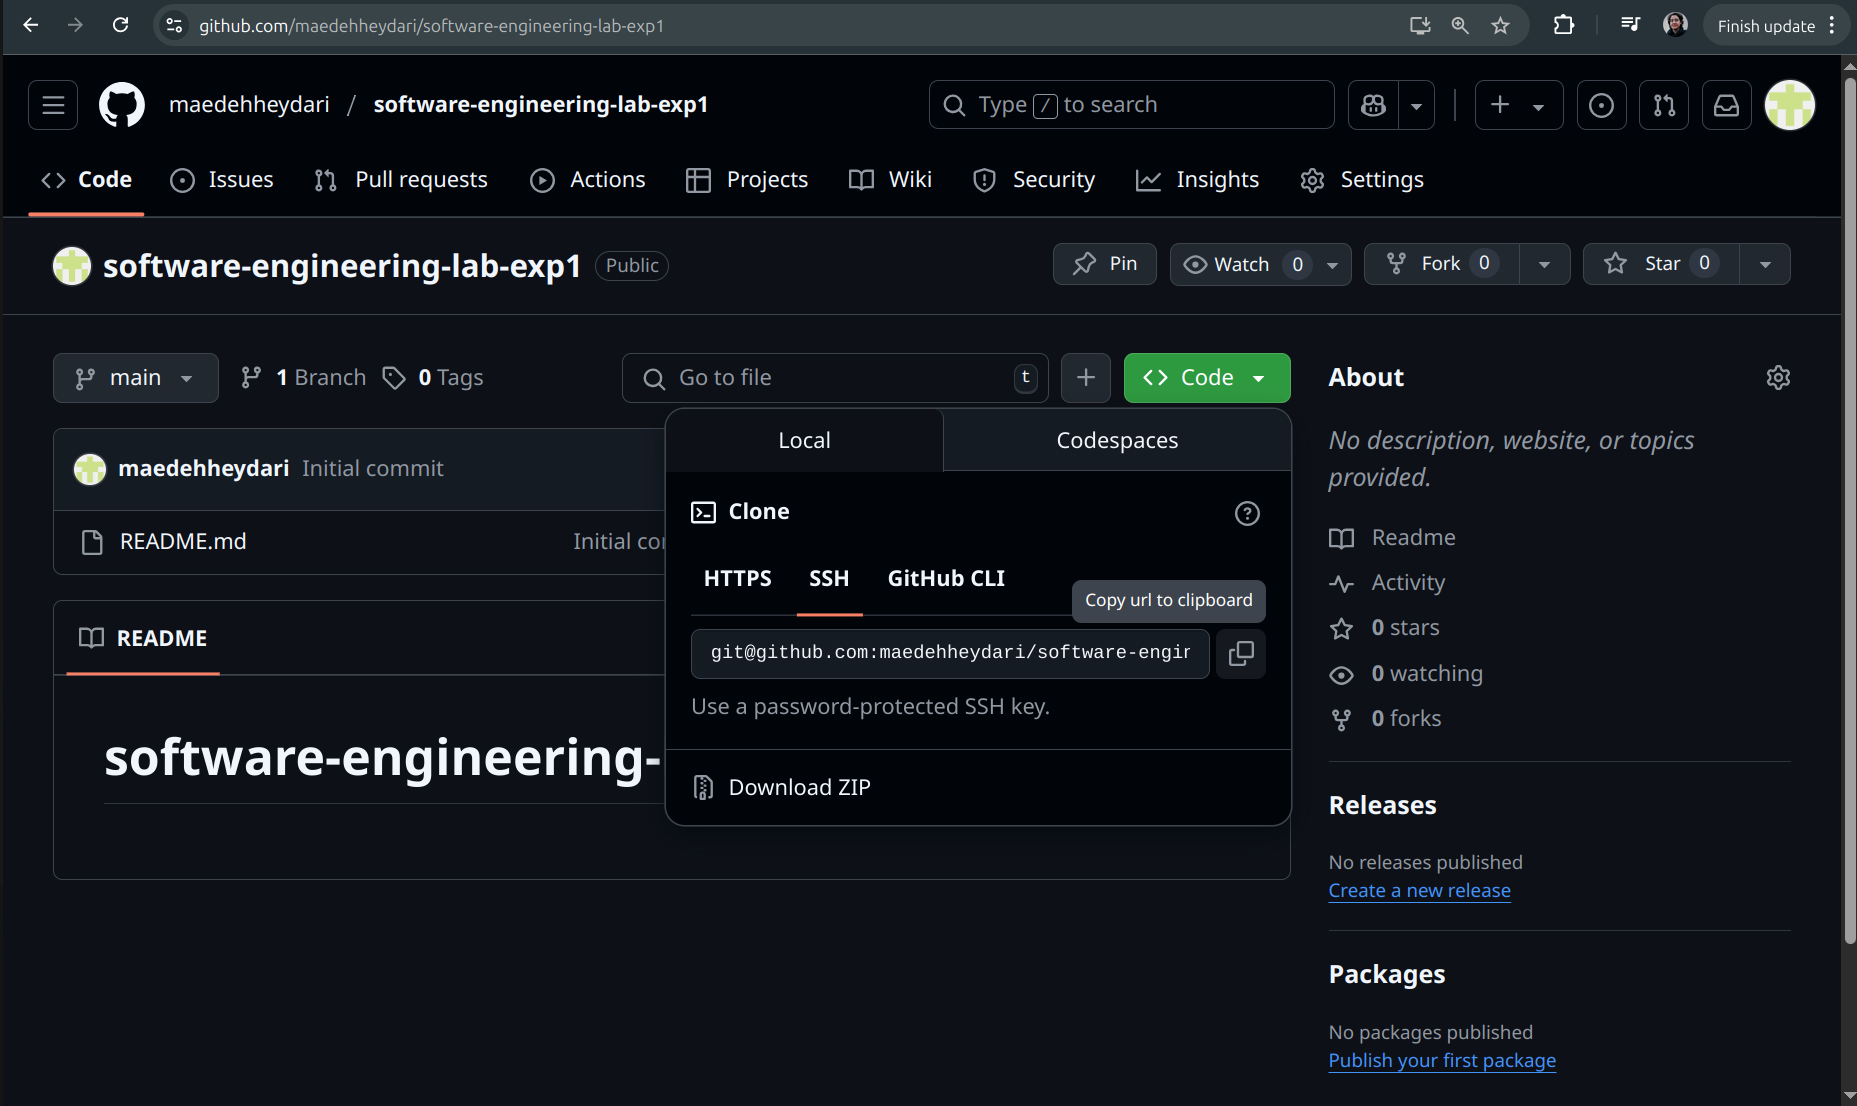 github.com/maedehheydari/software-engineering-lab-exp1
Finish update
maedehheydari / software-engineering-lab-exp1
Type / to search
Code Issues Pull requests Actions Projects Wiki Security Insights Settings
software-engineering-lab-exp1 Public
Pin Watch 0 Fork 0 Star 0
main 1 Branch 0 Tags
Go to file t
Code
Local Codespaces
Clone
HTTPS SSH GitHub CLI
Copy url to clipboard
git@github.com:maedehheydari/software-engir
Use a password-protected SSH key.
Download ZIP
maedehheydari Initial commit
README.md Initial co
README
software-engineering-
About
No description, website, or topics
provided.
Readme
Activity
0 stars
0 watching
0 forks
Releases
No releases published
Create a new release
Packages
No packages published
Publish your first package